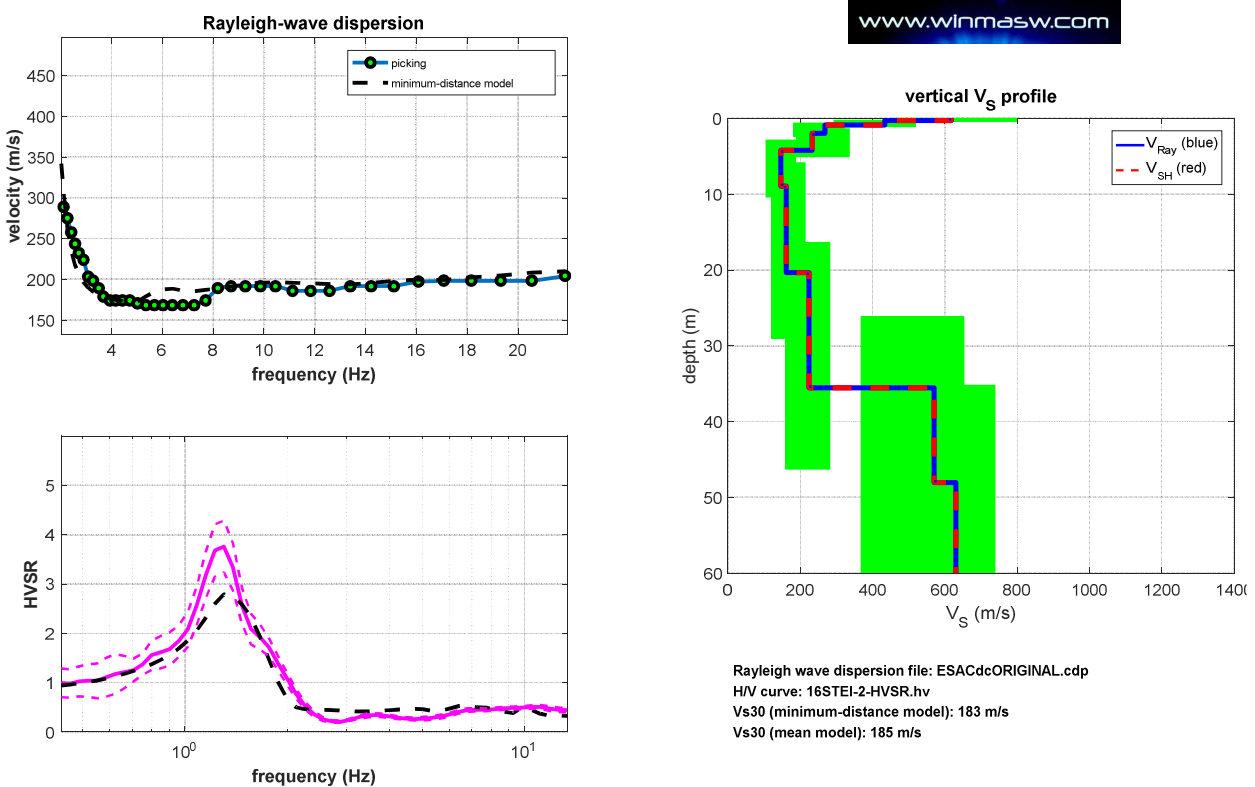 www.winmasw.com
Rayleigh-wave dispersion
picking
minimum-distance model
450
400
350
300
250
200
150
velocity (m/s)
4 6 8 10 12 14 16 18 20
frequency (Hz)
5
4
3
2
1
0
HVSR
10^0 10^1
frequency (Hz)
vertical V_S profile
V_Ray (blue)
V_SH (red)
0
10
20
30
40
50
60
depth (m)
0 200 400 600 800 1000 1200 1400
V_S (m/s)
Rayleigh wave dispersion file: ESACdcORIGINAL.cdp
H/V curve: 16STEI-2-HVSR.hv
Vs30 (minimum-distance model): 183 m/s
Vs30 (mean model): 185 m/s